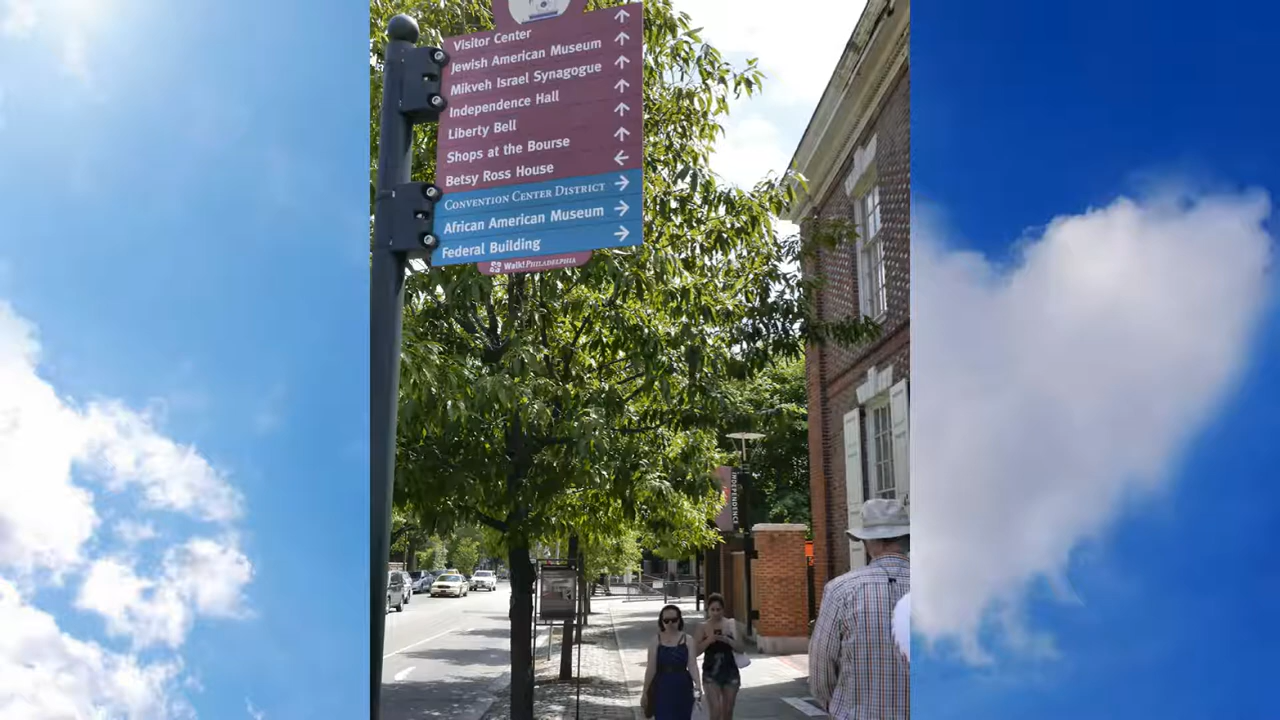 Visitor Center
Jewish American Museum
Mikveh Israel Synagogue
Independence Hall
Liberty Bell
Shops at the Bourse
Betsy Ross House
CONVENTION CENTER DISTRICT
African American Museum
Federal Building
Walk! PHILADELPHIA
INDEPENDENCE